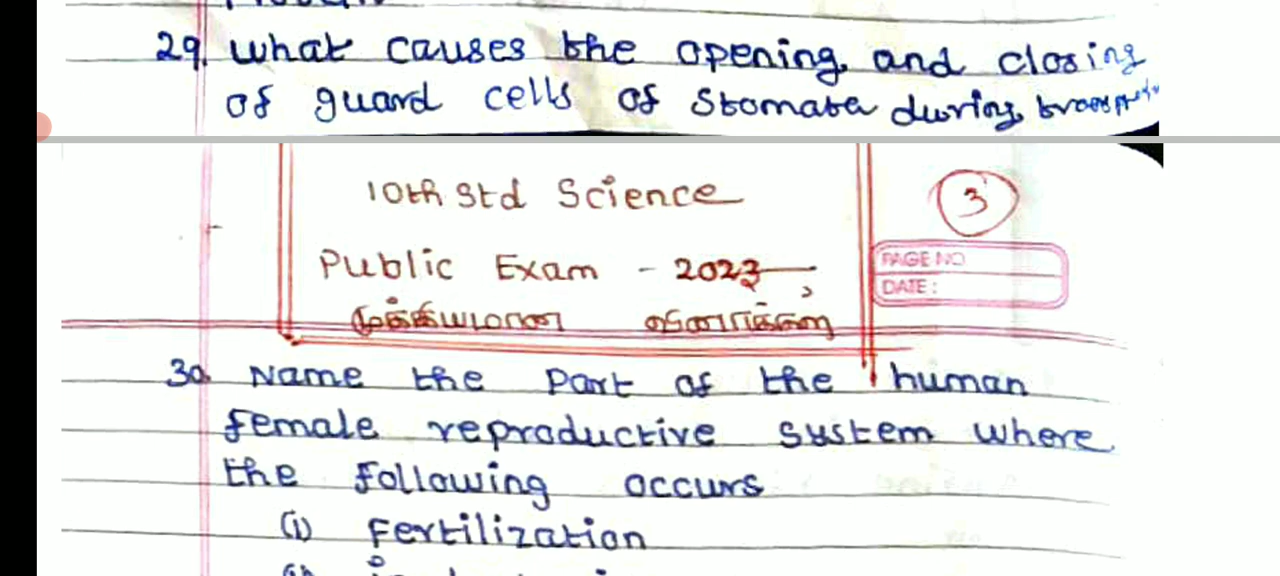 29. What causes the opening and closing
of guard cells of Stomata during
10th Std Science
3
Public Exam - 2023
PAGE NO
DATE :
முக்கியமான வினாக்கள்
30. Name the Part of the human
female reproductive system where
the following occurs
(i) Fertilization